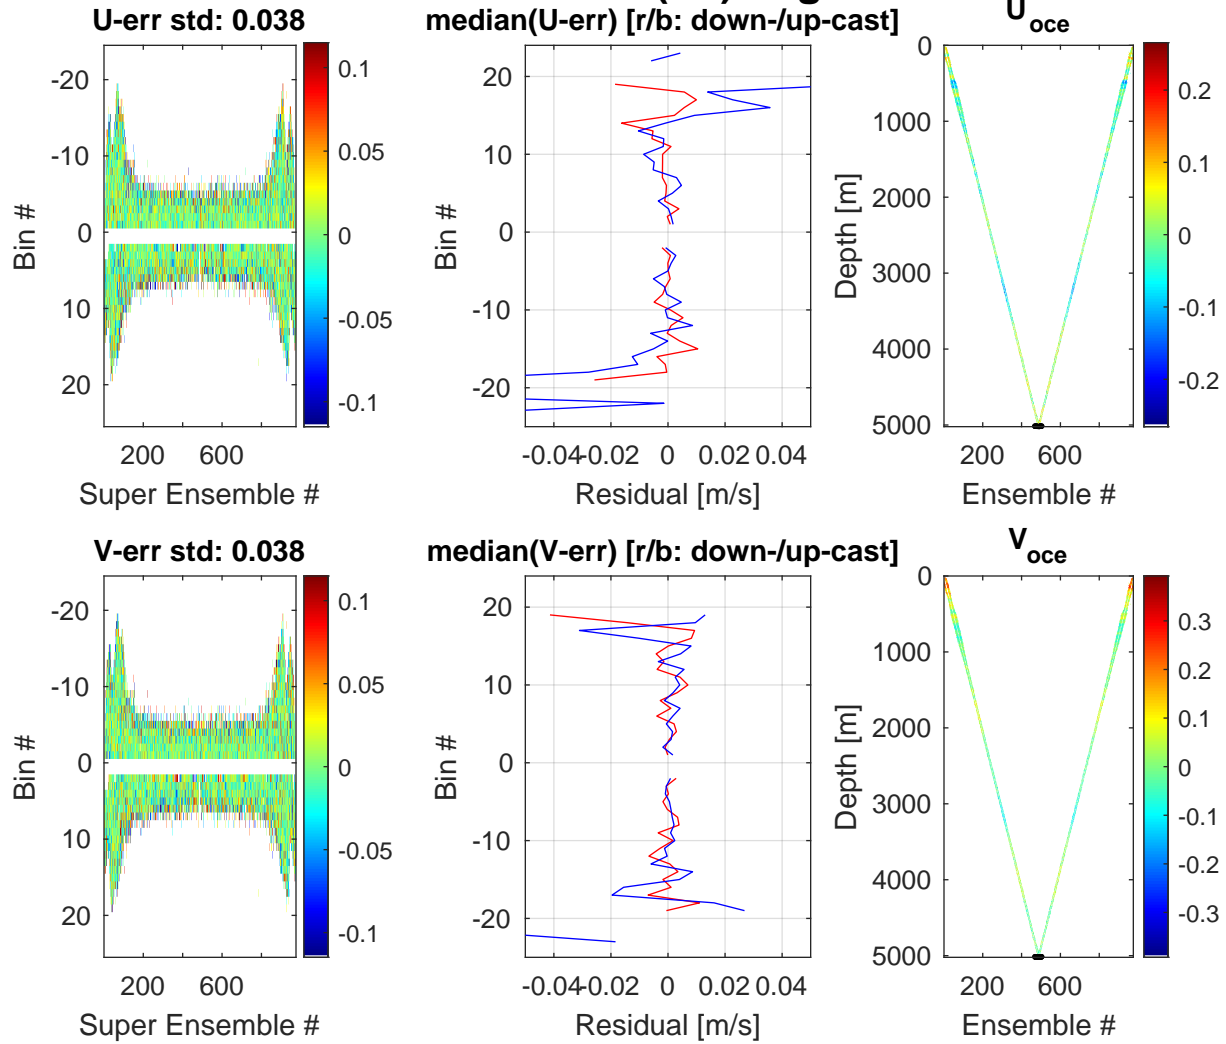 U-err std: 0.038
median(U-err) [r/b: down-/up-cast]
U
oce
-20
-10
0
10
20
Bin #
200 600
Super Ensemble #
0.1
0.05
0
-0.05
-0.1
20
10
0
-10
-20
Bin #
-0.04 -0.02 0 0.02 0.04
Residual [m/s]
0
1000
2000
3000
4000
5000
Depth [m]
200 600
Ensemble #
0.2
0.1
0
-0.1
-0.2
V-err std: 0.038
median(V-err) [r/b: down-/up-cast]
V
oce
-20
-10
0
10
20
Bin #
200 600
Super Ensemble #
0.1
0.05
0
-0.05
-0.1
20
10
0
-10
-20
Bin #
-0.04 -0.02 0 0.02 0.04
Residual [m/s]
0
1000
2000
3000
4000
5000
Depth [m]
200 600
Ensemble #
0.3
0.2
0.1
0
-0.1
-0.2
-0.3